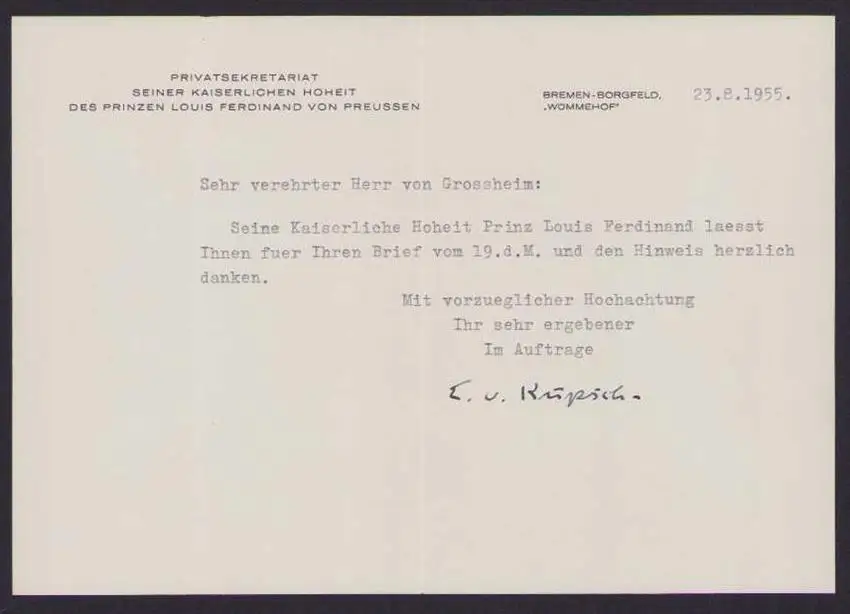 PRIVATSEKRETARIAT
SEINER KAISERLICHEN HOHEIT
DES PRINZEN LOUIS FERDINAND VON PREUSSEN
BREMEN-BORGFELD,
„WÜMMEHOF"
23.8.1955.
Sehr verehrter Herr von Grossheim:
Seine Kaiserliche Hoheit Prinz Louis Ferdinand laesst
Ihnen fuer Ihren Brief vom 19.d.M. und den Hinweis herzlich
danken.
Mit vorzueglicher Hochachtung
Ihr sehr ergebener
Im Auftrage
E. v. Kupsch.